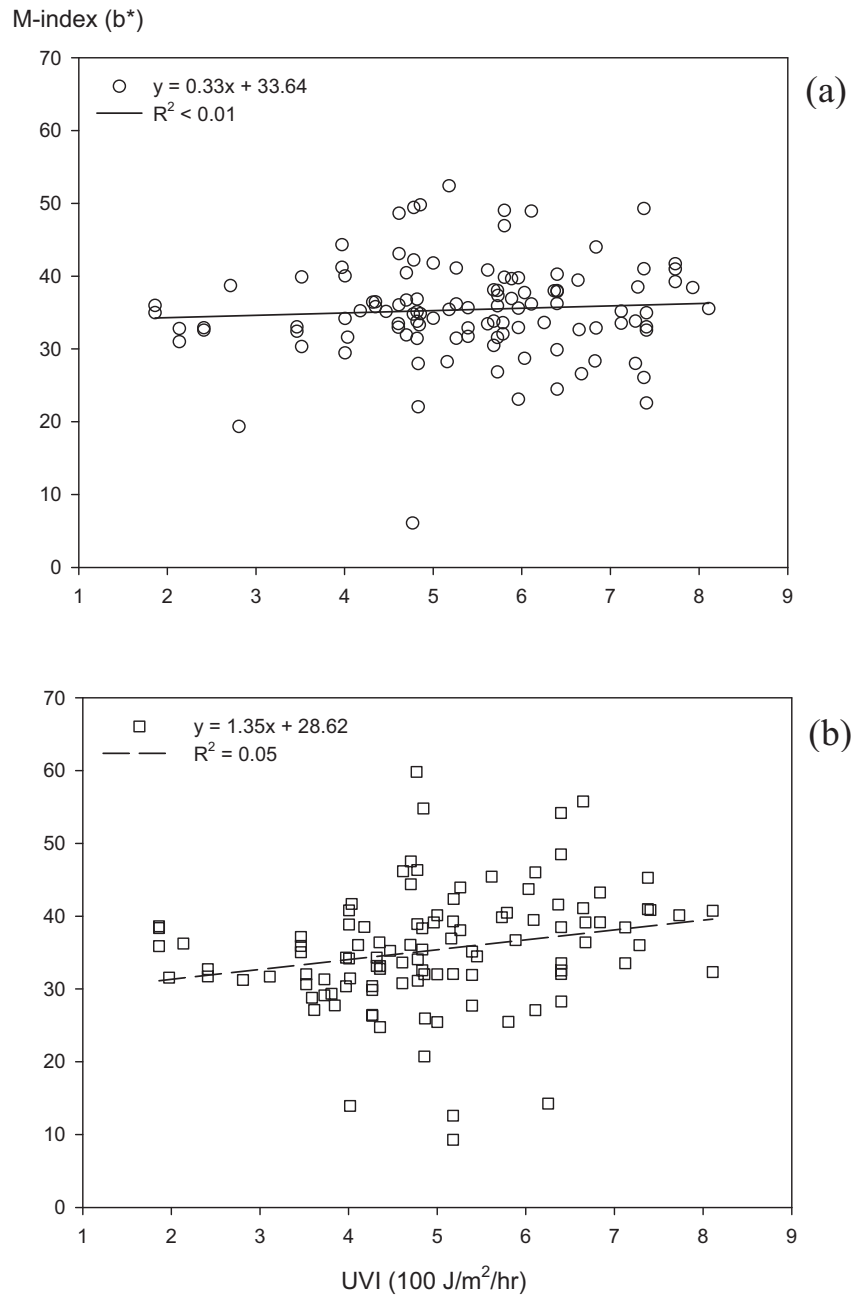 M-index (b*)
70
60
50
40
30
20
10
0
y = 0.33x + 33.64
R² < 0.01
(a)
1 2 3 4 5 6 7 8 9
70
60
50
40
30
20
10
0
y = 1.35x + 28.62
R² = 0.05
(b)
1 2 3 4 5 6 7 8 9
UVI (100 J/m²/hr)